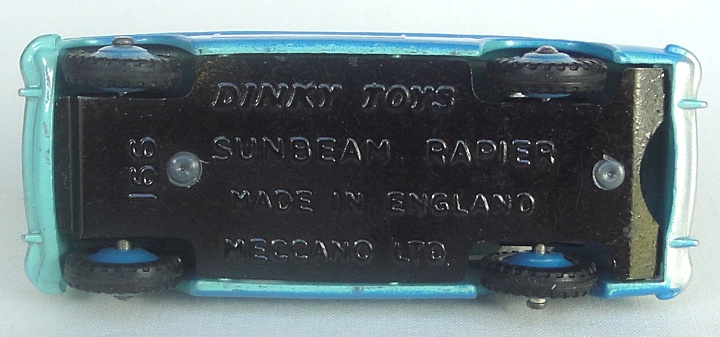 DINKY TOYS
SUNBEAM RAPIER
166
MADE IN ENGLAND
MECCANO LTD.